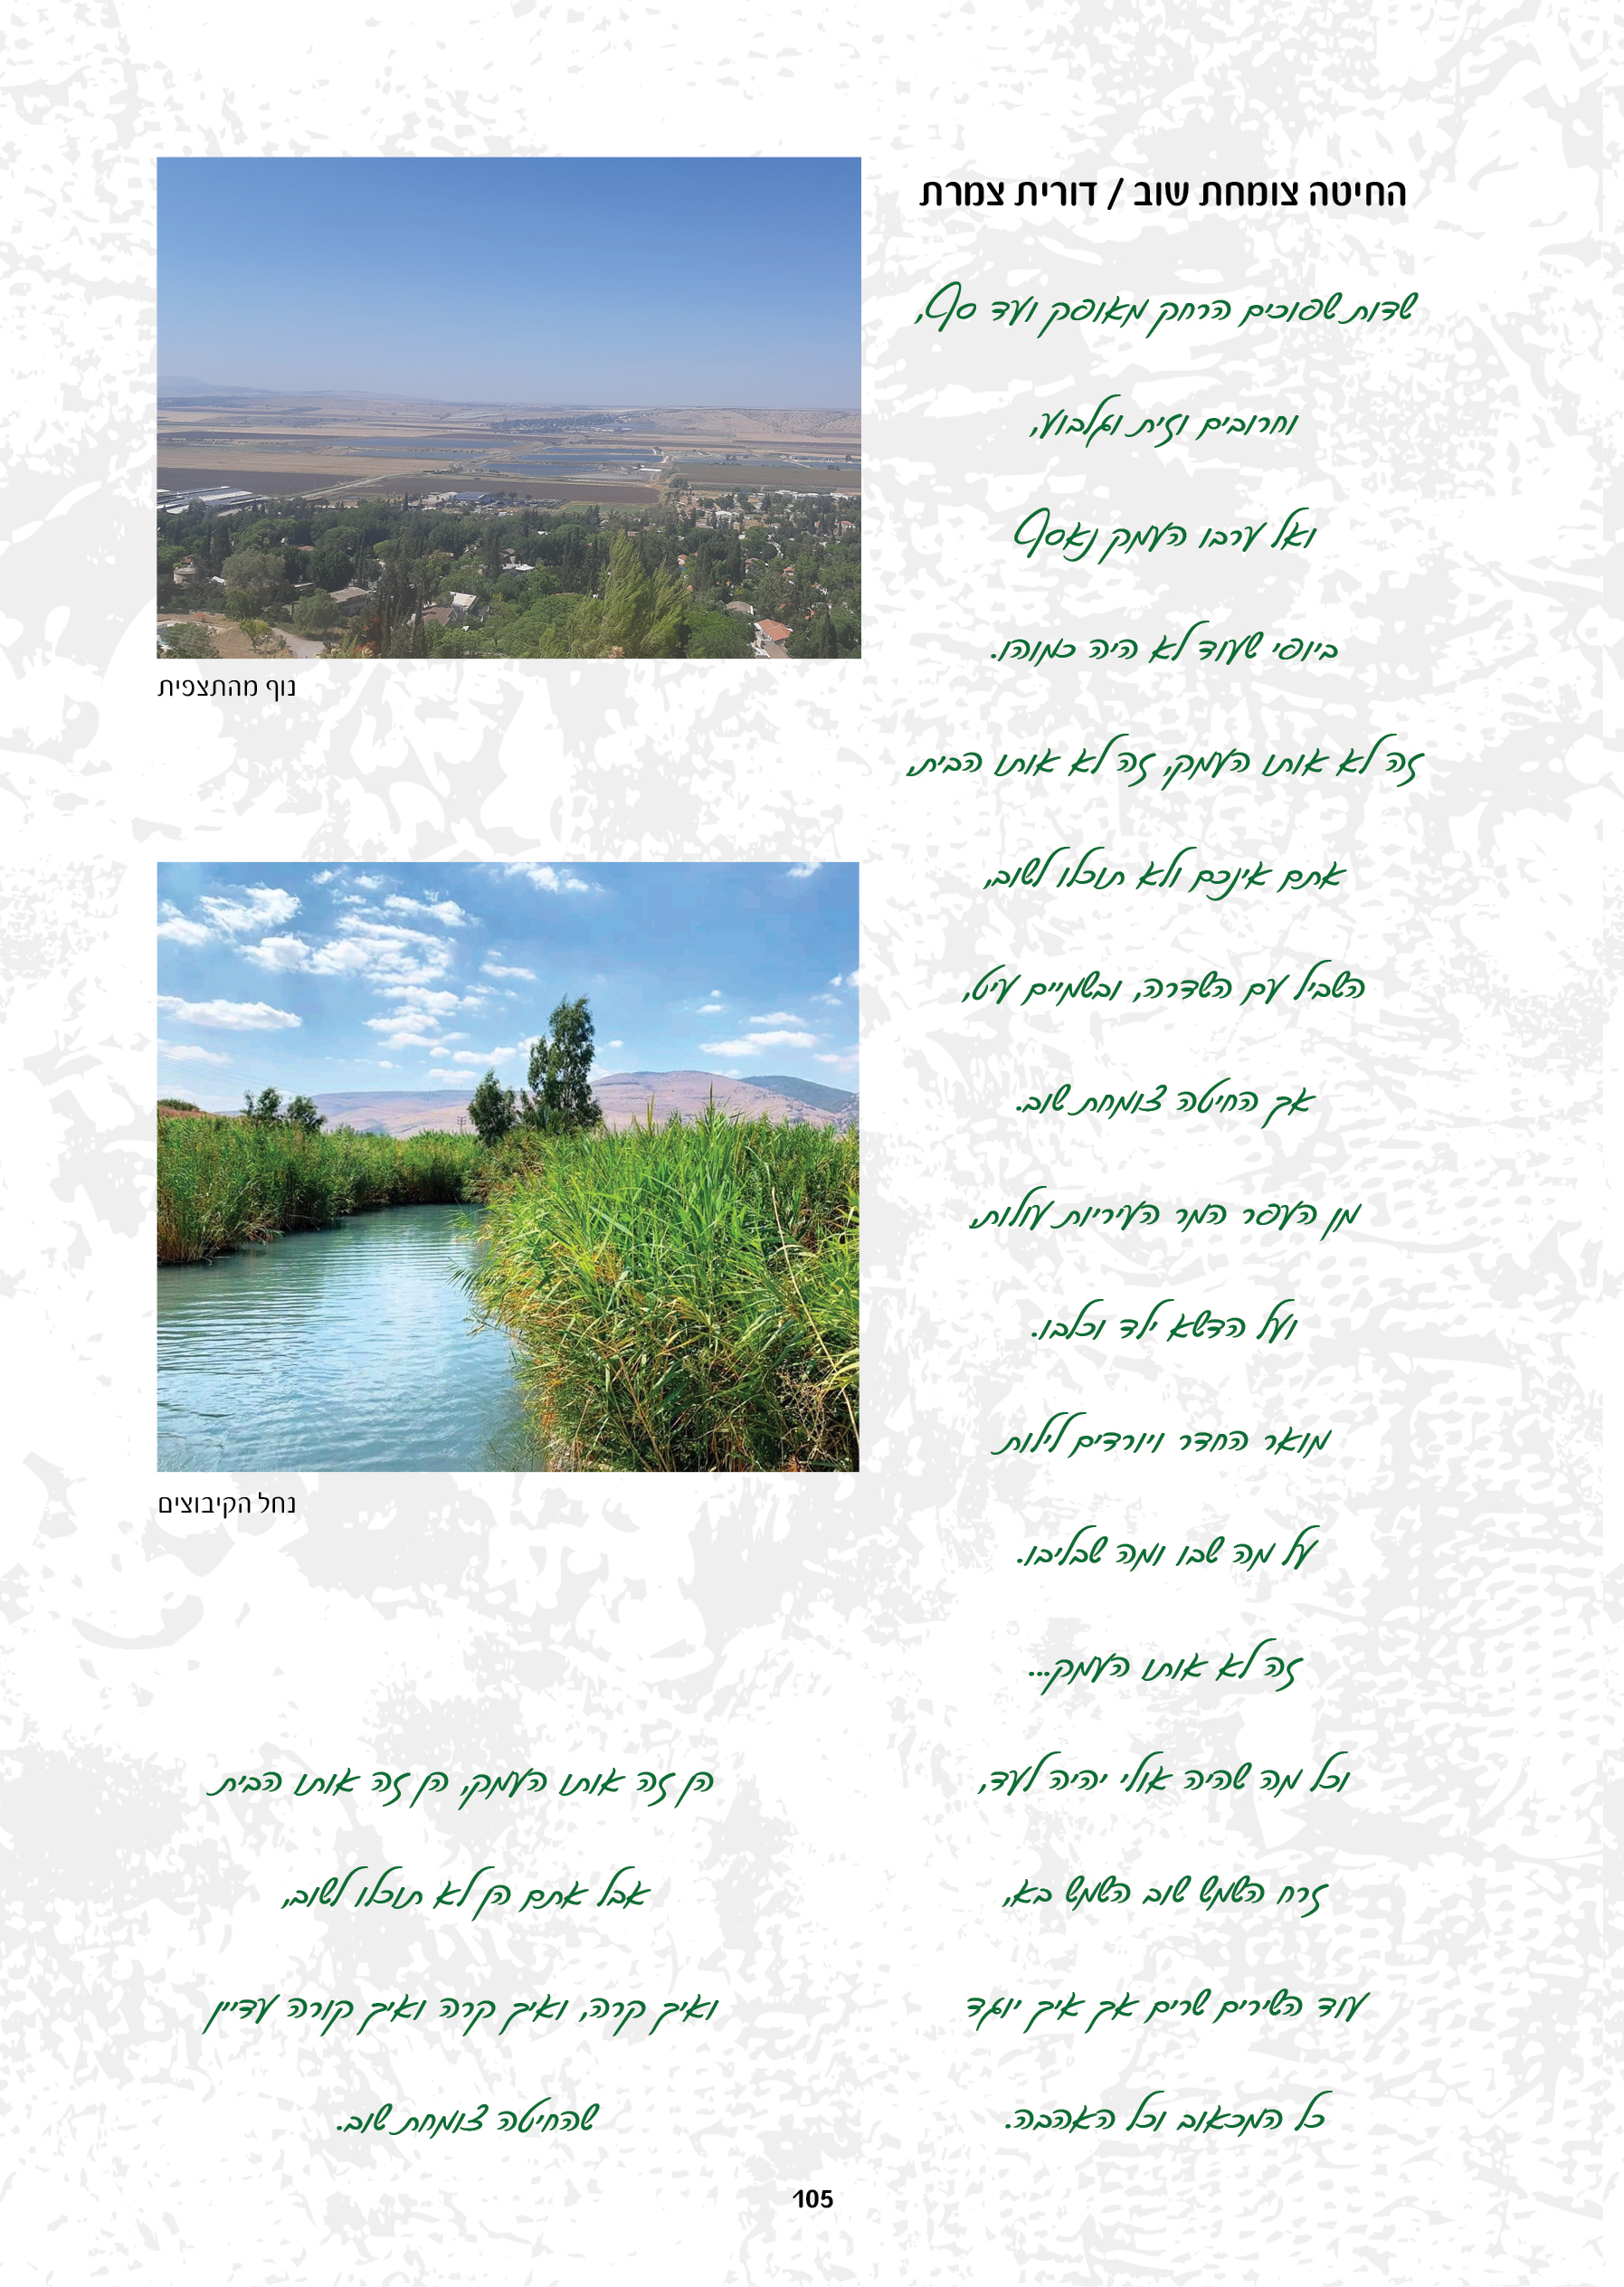 החיטה צומחת שוב / דורית צמרת
שדות שפוכים הרחק מאופק ועד סף,
וחרובים וזית וגלבוע,
ואל ערבו העמק נאסף
ביופי שעוד לא היה כמוהו.
זה לא אותו העמק, זה לא אותו הבית,
אתם אינכם ולא תוכלו לשוב,
השביל עם השדרה, ובשמיים עיט,
אך החיטה צומחת שוב.
מן העפר המר העיריות עולות,
ועל הדשא ילד וכלבו.
מואר החדר ויורדים לילות
על מה שבו ומה שבליבו.
זה לא אותו העמק...
וכל מה שהיה אולי יהיה לעד,
זרח השמש שוב השמש בא,
עוד השירים שרים אך איך יוגד
כל המכאוב וכל האהבה.
הן זה אותו העמק, הן זה אותו הבית
אבל אתם הן לא תוכלו לשוב,
ואיך קרה, ואיך קרה ואיך קורה עדיין
שהחיטה צומחת שוב.
נוף מהתצפית
נחל הקיבוצים
105